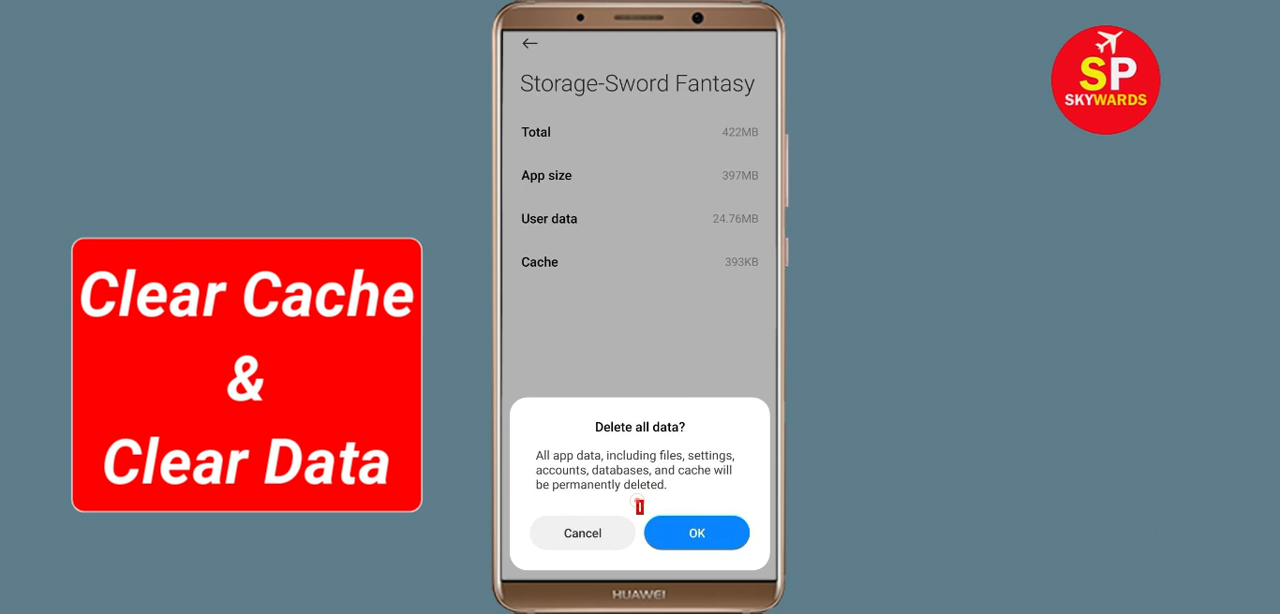 Storage-Sword Fantasy
Total 422MB
App size 397MB
User data 24.76MB
Cache 393KB
Delete all data?
All app data, including files, settings,
accounts, databases, and cache will
be permanently deleted.
Cancel OK
HUAWEI
Clear Cache
&
Clear Data
SP
SKYWARDS